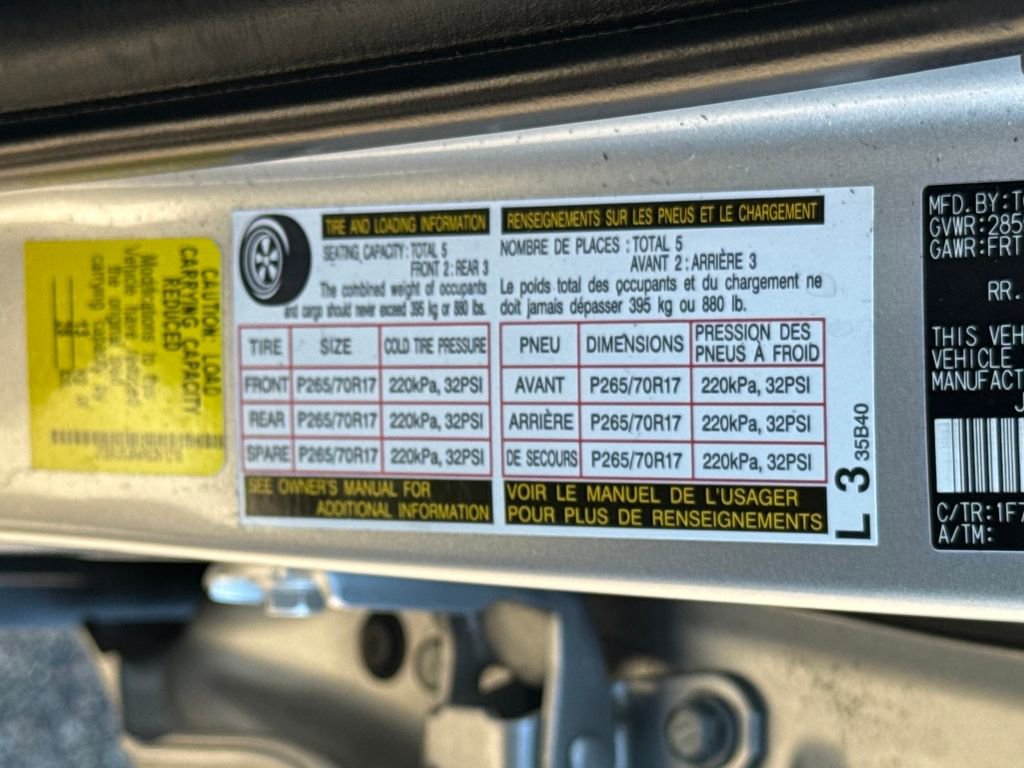 CAUTION: LOAD
CARRYING CAPACITY
REDUCED
Modifications to this
Vehicle have reduced
the original load
carrying capacity by
TIRE AND LOADING INFORMATION
SEATING CAPACITY: TOTAL 5
FRONT 2: REAR 3
The combined weight of occupants
and cargo should never exceed 395 kg or 880 lbs.
TIRE SIZE COLD TIRE PRESSURE
FRONT P265/70R17 220kPa, 32PSI
REAR P265/70R17 220kPa, 32PSI
SPARE P265/70R17 220kPa, 32PSI
SEE OWNER'S MANUAL FOR
ADDITIONAL INFORMATION
RENSEIGNEMENTS SUR LES PNEUS ET LE CHARGEMENT
NOMBRE DE PLACES : TOTAL 5
AVANT 2 : ARRIÈRE 3
Le poids total des occupants et du chargement ne
doit jamais dépasser 395 kg ou 880 lb.
PNEU DIMENSIONS PRESSION DES
PNEUS À FROID
AVANT P265/70R17 220kPa, 32PSI
ARRIÈRE P265/70R17 220kPa, 32PSI
DE SECOURS P265/70R17 220kPa, 32PSI
VOIR LE MANUEL DE L'USAGER
POUR PLUS DE RENSEIGNEMENTS
L 3 35B40
MFD.BY:TO
GVWR:285
GAWR:FRT
RR.
THIS VEH
VEHICLE
MANUFACT
C/TR:1F7
A/TM: